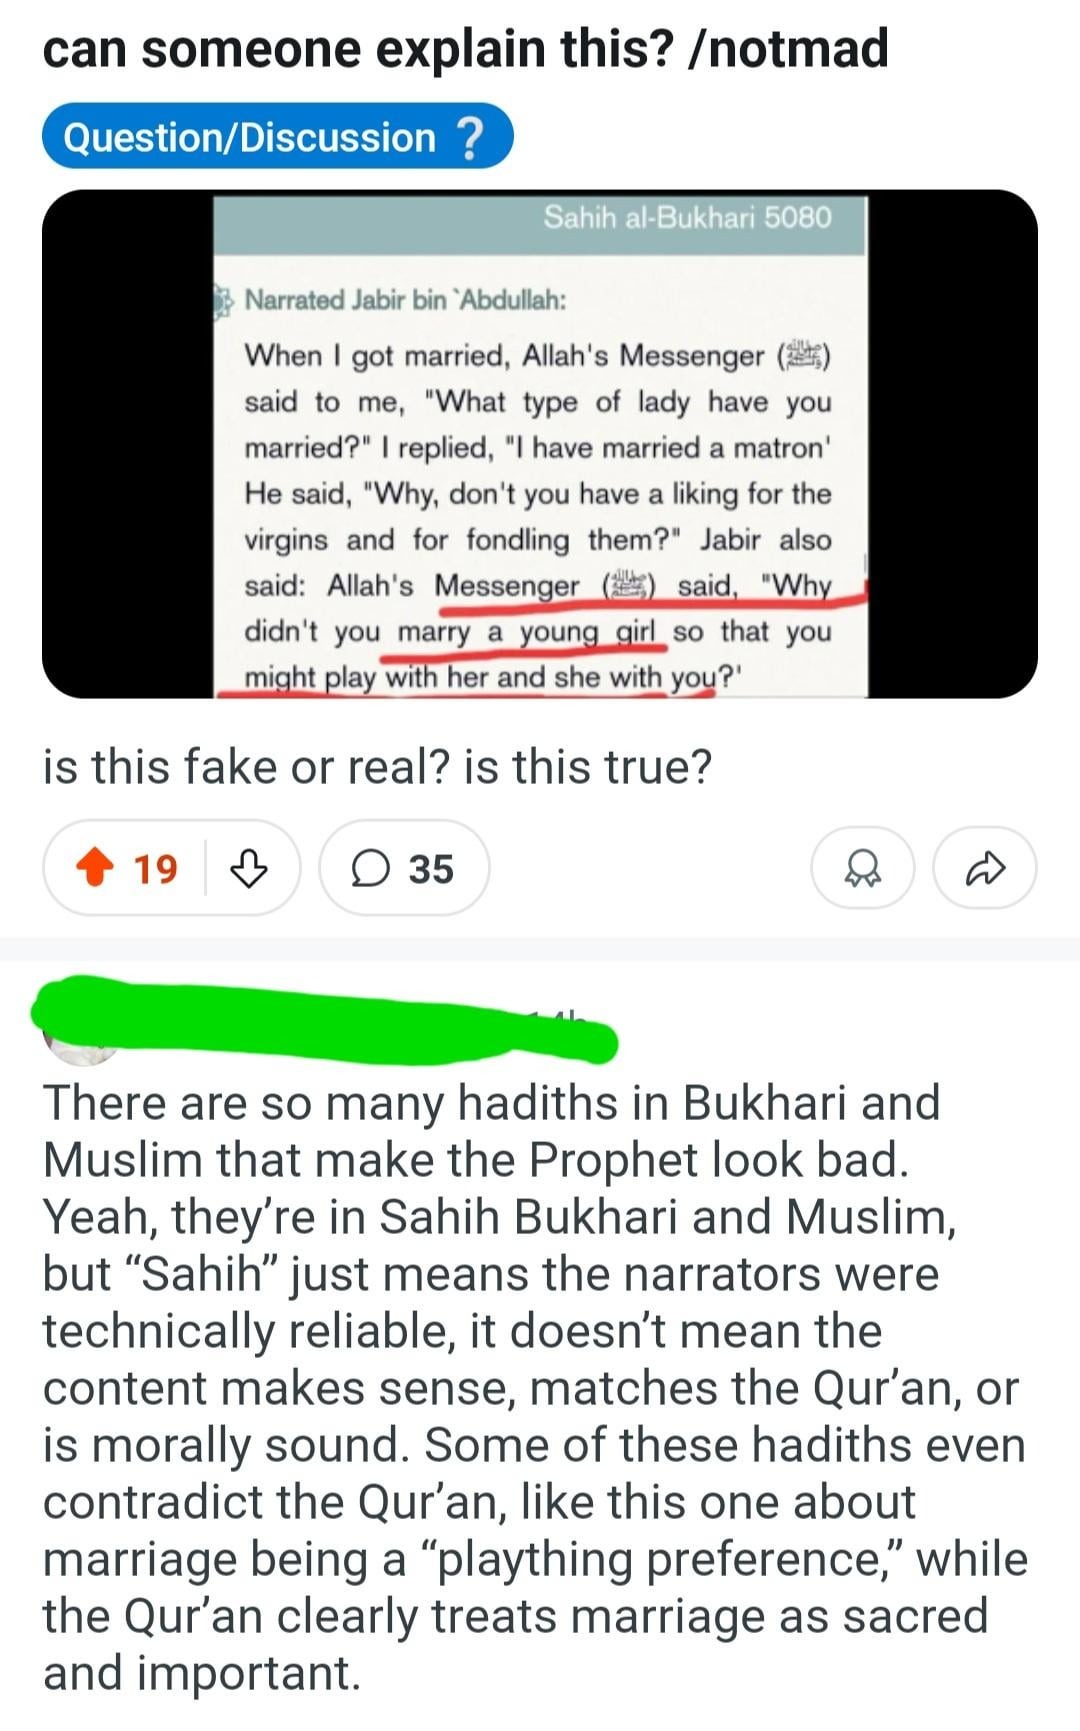 can someone explain this? /notmad
Question/Discussion ?
Sahih al-Bukhari 5080
Narrated Jabir bin `Abdullah:
When I got married, Allah's Messenger (ﷺ)
said to me, "What type of lady have you
married?" I replied, "I have married a matron'
He said, "Why, don't you have a liking for the
virgins and for fondling them?" Jabir also
said: Allah's Messenger (ﷺ) said, "Why
didn't you marry a young girl so that you
might play with her and she with you?'
is this fake or real? is this true?
19
35
There are so many hadiths in Bukhari and
Muslim that make the Prophet look bad.
Yeah, they’re in Sahih Bukhari and Muslim,
but “Sahih” just means the narrators were
technically reliable, it doesn’t mean the
content makes sense, matches the Qur’an, or
is morally sound. Some of these hadiths even
contradict the Qur’an, like this one about
marriage being a “plaything preference,” while
the Qur’an clearly treats marriage as sacred
and important.